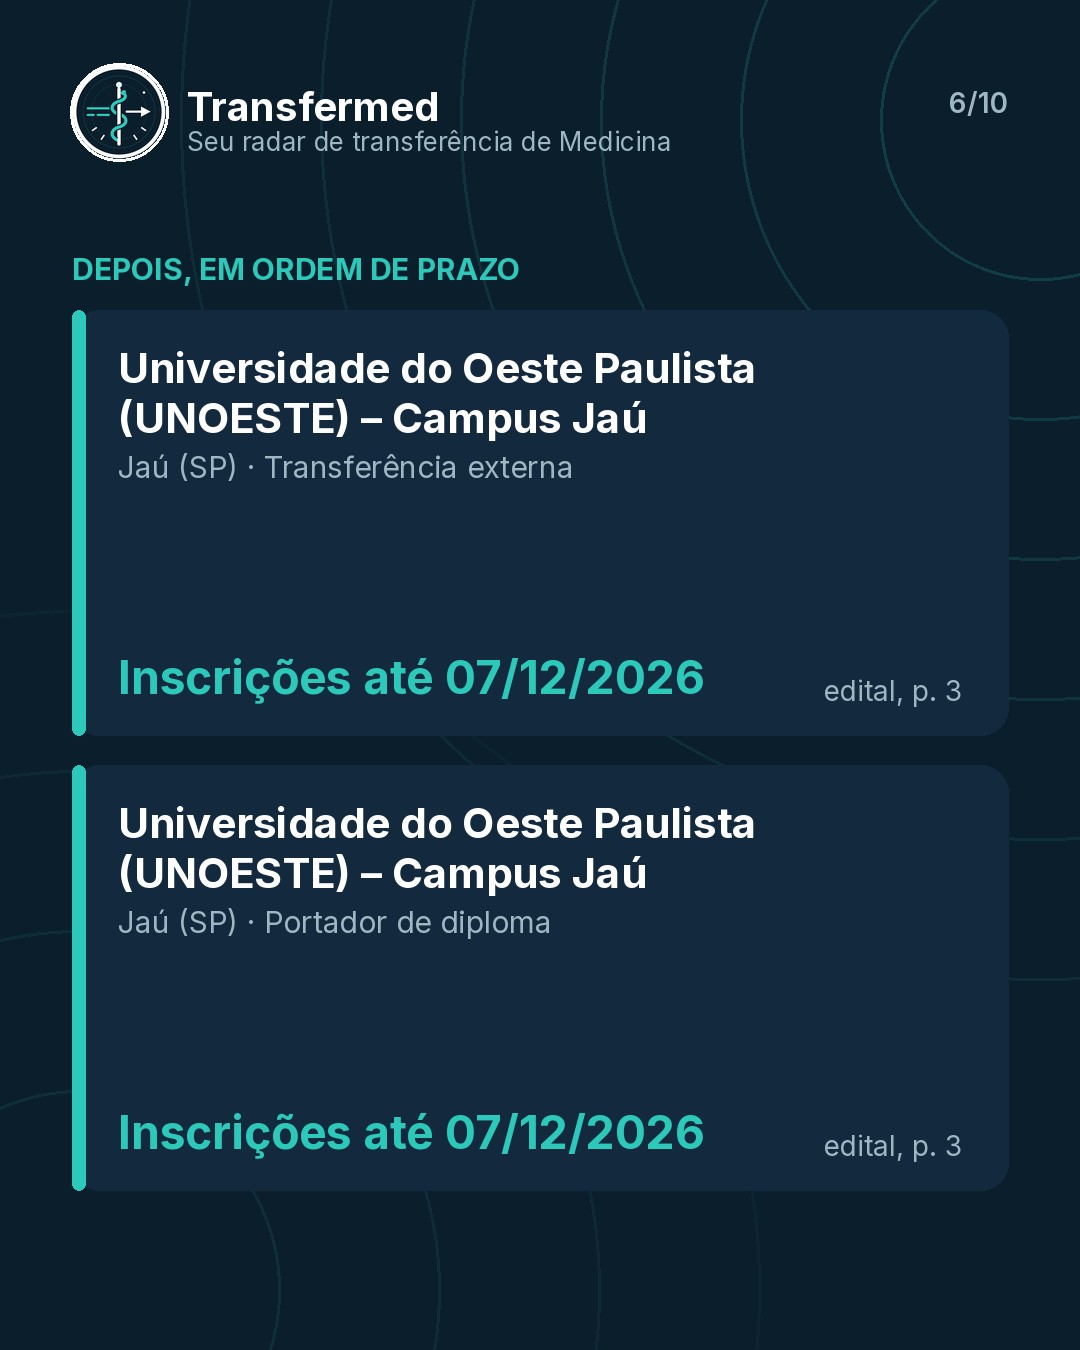 Transfermed
Seu radar de transferência de Medicina
6/10
DEPOIS, EM ORDEM DE PRAZO
Universidade do Oeste Paulista
(UNOESTE) – Campus Jaú
Jaú (SP) · Transferência externa
Inscrições até 07/12/2026
edital, p. 3
Universidade do Oeste Paulista
(UNOESTE) – Campus Jaú
Jaú (SP) · Portador de diploma
Inscrições até 07/12/2026
edital, p. 3